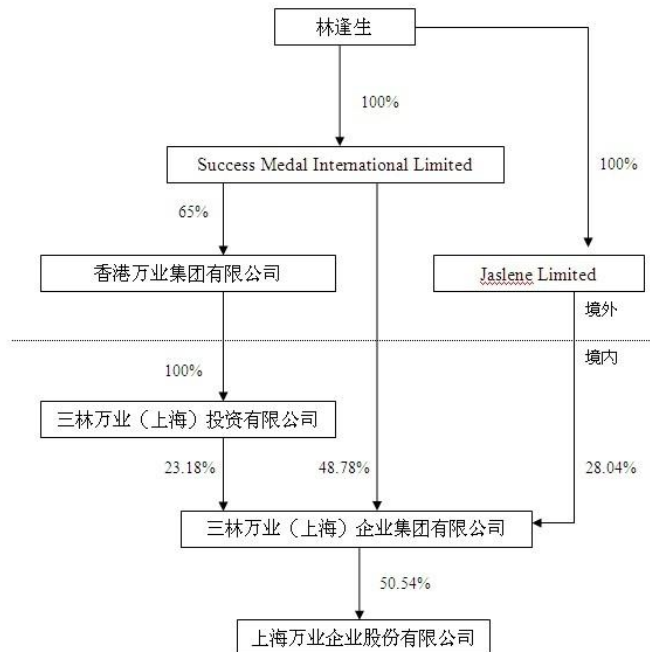 林逢生
100%
Success Medal International Limited
100%
65%
香港万业集团有限公司
Jaslene Limited
境外
境内
100%
三林万业（上海）投资有限公司
23.18%
48.78%
28.04%
三林万业（上海）企业集团有限公司
50.54%
上海万业企业股份有限公司